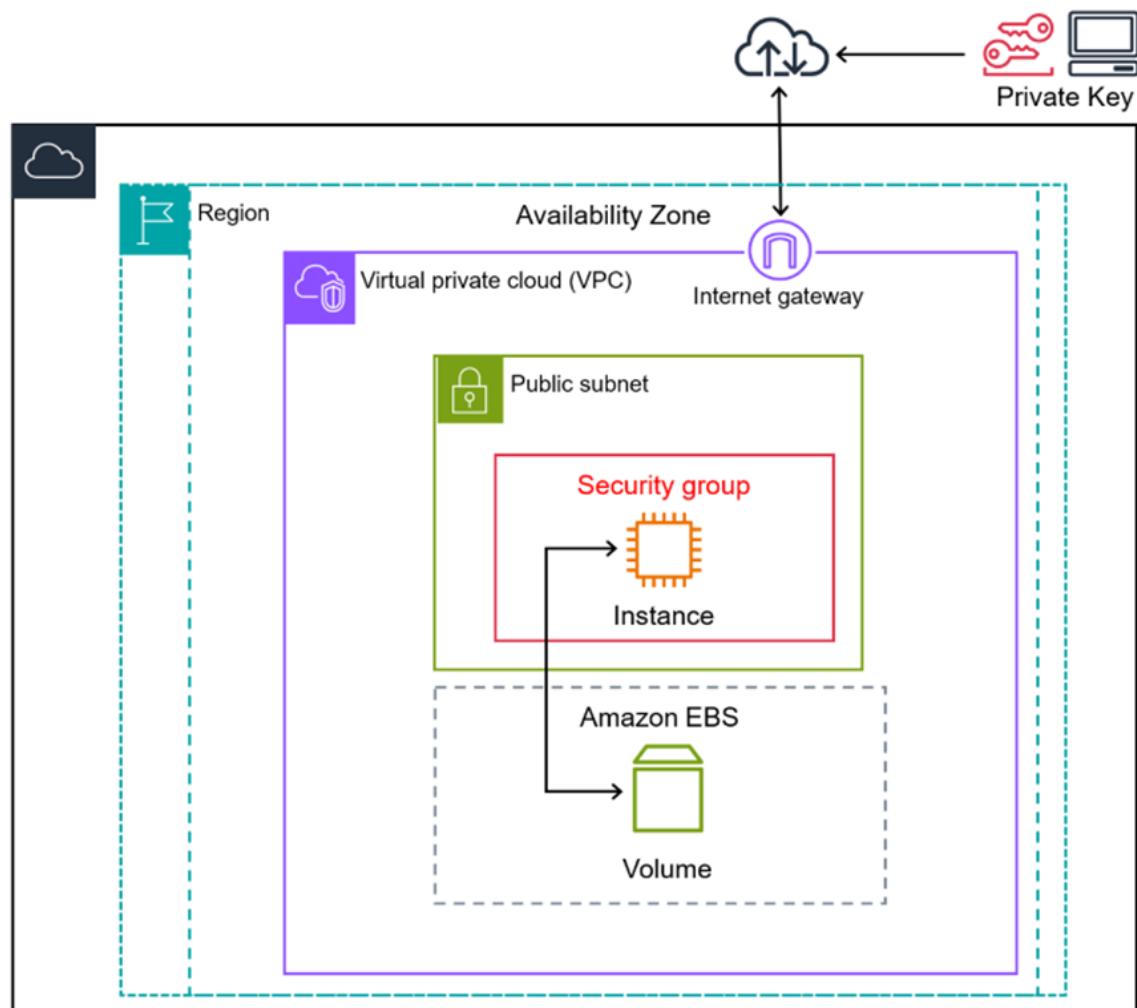 Private Key
Region
Availability Zone
Virtual private cloud (VPC)
Internet gateway
Public subnet
Security group
Instance
Amazon EBS
Volume